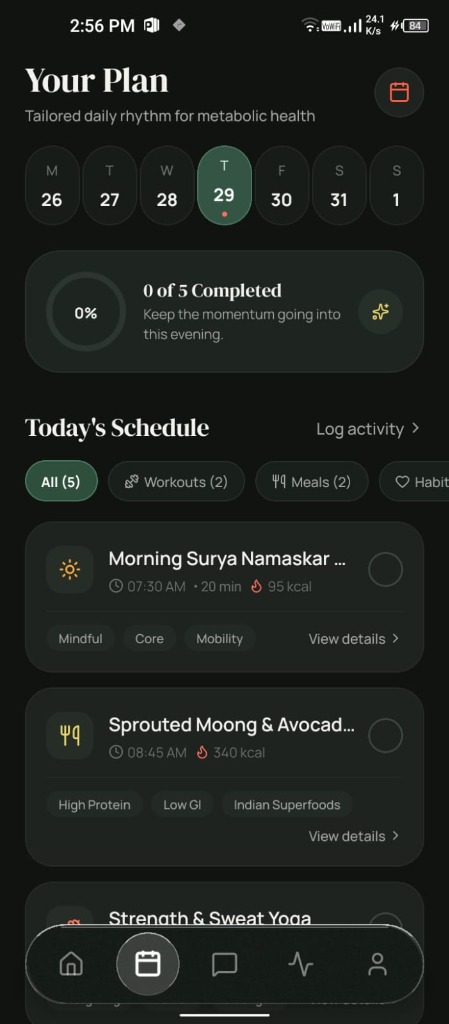 2:56 PM
VoWiFi 24.1 K/s 84
Your Plan
Tailored daily rhythm for metabolic health
M T W T F S S
26 27 28 29 30 31 1
0%
0 of 5 Completed
Keep the momentum going into
this evening.
Today's Schedule
Log activity >
All (5) Workouts (2) Meals (2) Habit
Morning Surya Namaskar ...
07:30 AM • 20 min 95 kcal
Mindful Core Mobility View details >
Sprouted Moong & Avocad...
08:45 AM 340 kcal
High Protein Low GI Indian Superfoods
View details >
Strength & Sweat Yoga